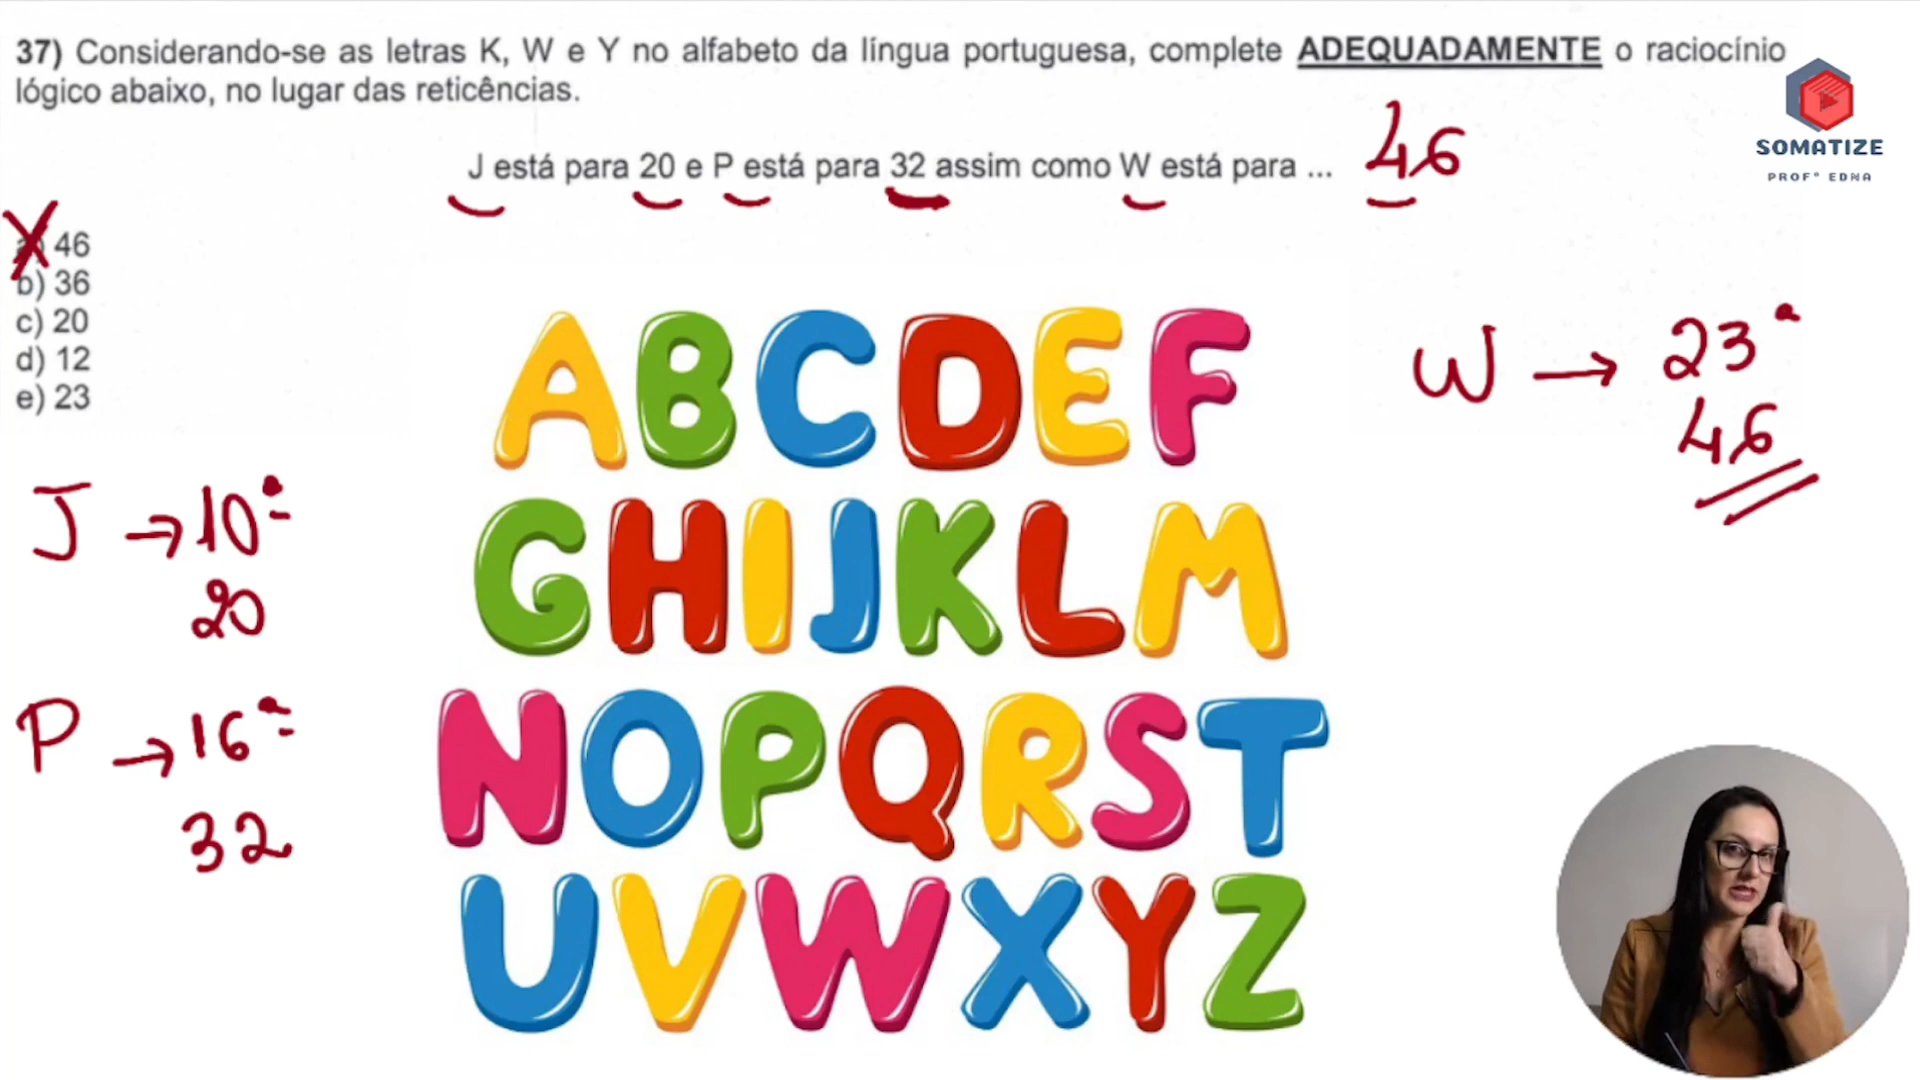 37) Considerando-se as letras K, W e Y no alfabeto da língua portuguesa, complete ADEQUADAMENTE o raciocínio
lógico abaixo, no lugar das reticências.
SOMATIZE
PROFª EDNA
J está para 20 e P está para 32 assim como W está para ... 46
a) 46
b) 36
c) 20
d) 12
e) 23
ABCDEF
GHIJKLM
NOPQRST
UVWXYZ
J → 10ª
20
P → 16ª
32
W → 23ª
46